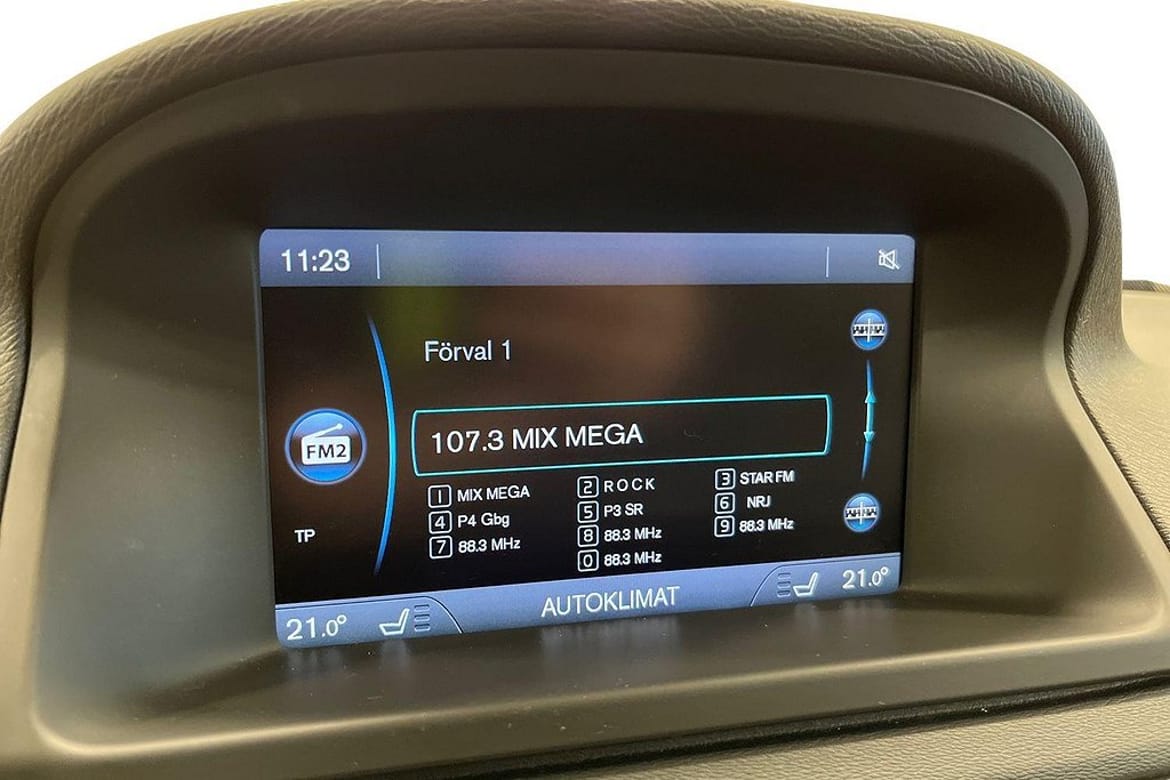 11:23
Förval 1
FM2
107.3 MIX MEGA
1 MIX MEGA 2 ROCK 3 STAR FM
4 P4 Gbg 5 P3 SR 6 NRJ
7 88.3 MHz 8 88.3 MHz 9 88.3 MHz
0 88.3 MHz
TP
21.0° AUTOKLIMAT 21.0°